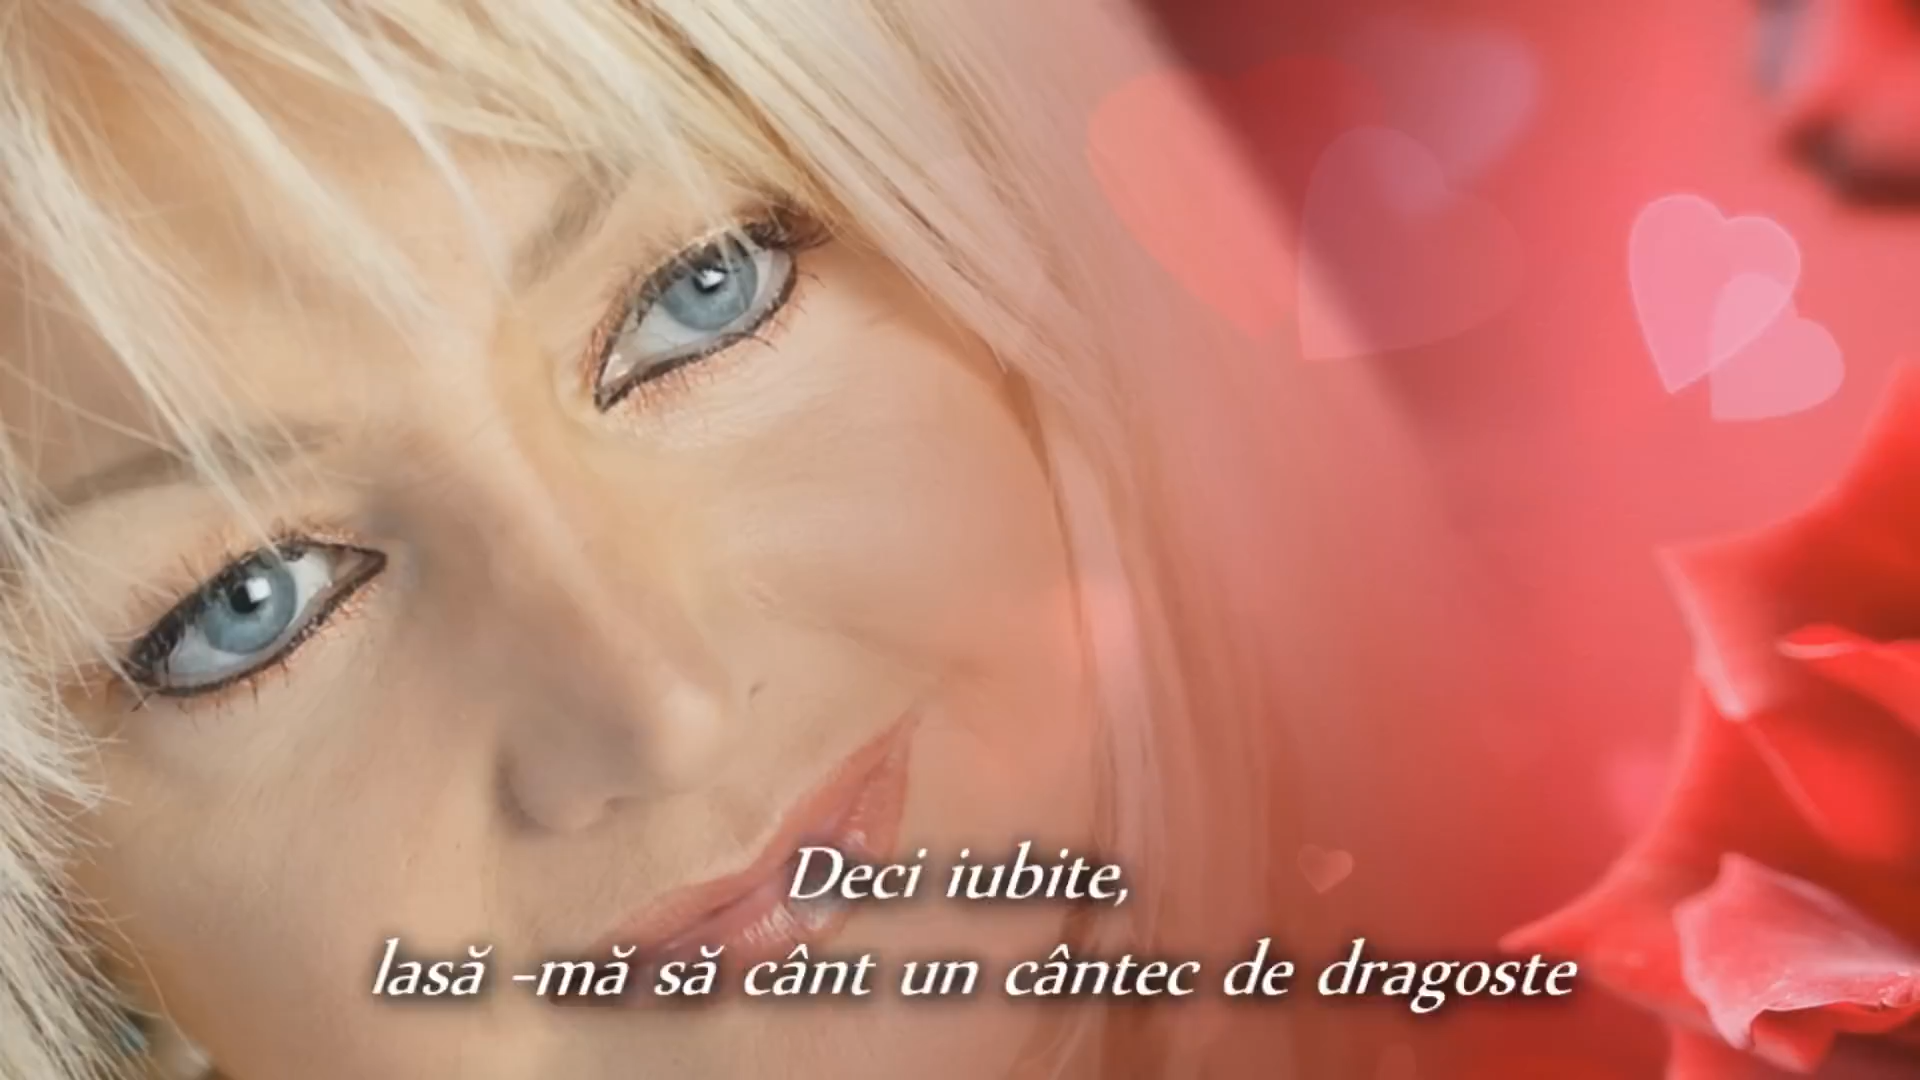 Deci iubite,
lasă -mă să cânt un cântec de dragoste